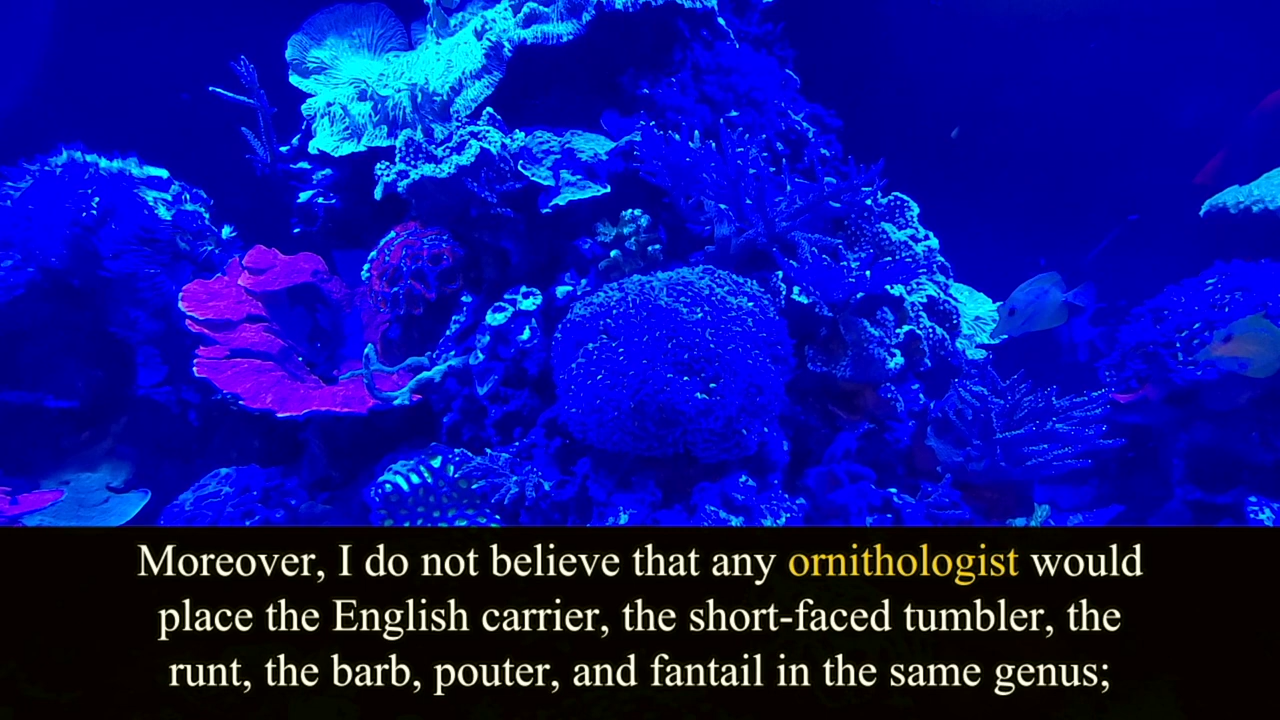 Moreover, I do not believe that any ornithologist would
place the English carrier, the short-faced tumbler, the
runt, the barb, pouter, and fantail in the same genus;